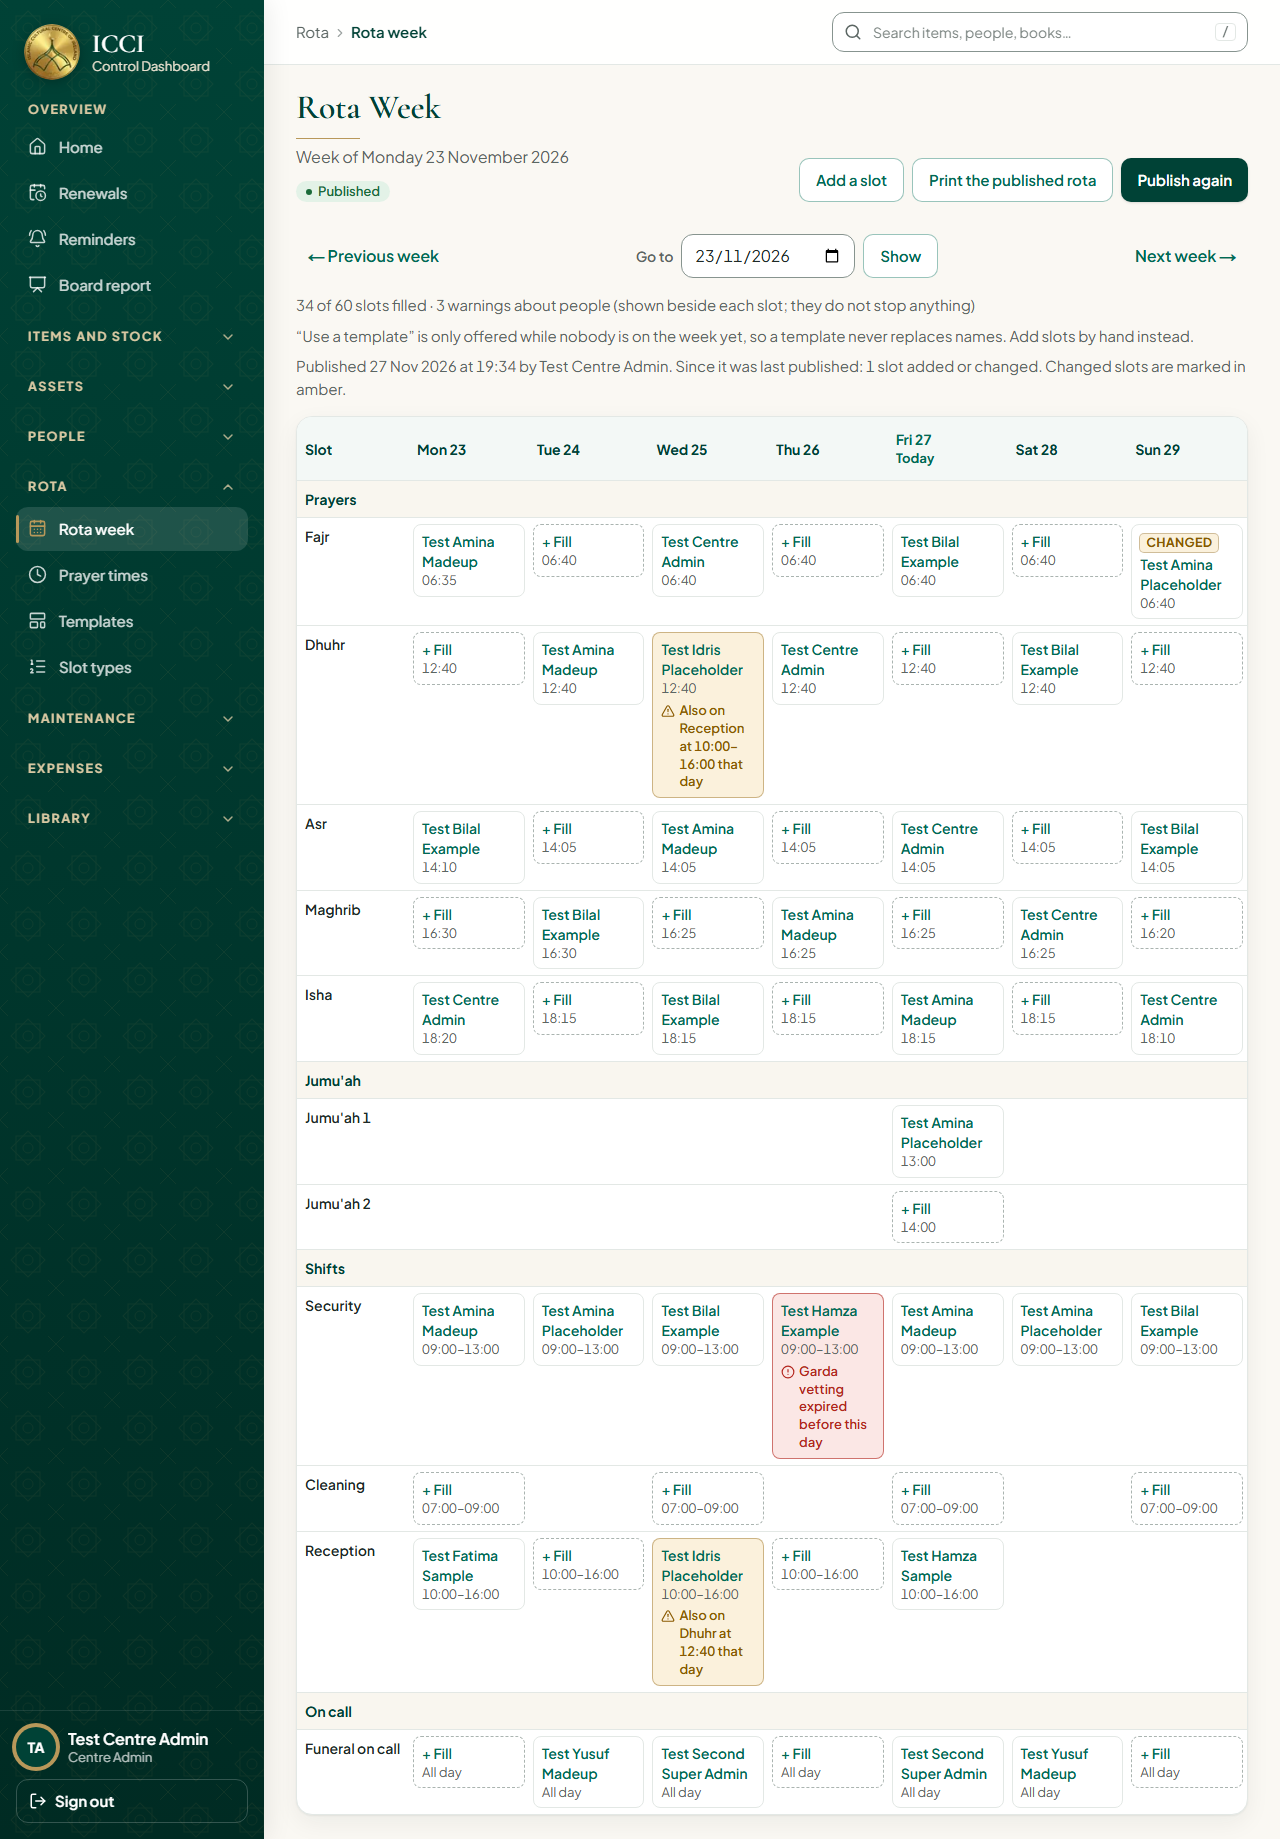 ICCI
Control Dashboard
OVERVIEW
Home
Renewals
Reminders
Board report
ITEMS AND STOCK
ASSETS
PEOPLE
ROTA
Rota week
Prayer times
Templates
Slot types
MAINTENANCE
EXPENSES
LIBRARY
TA
Test Centre Admin
Centre Admin
Sign out
Rota > Rota week
Search items, people, books...
/
Rota Week
Week of Monday 23 November 2026
Published
Add a slot
Print the published rota
Publish again
← Previous week
Go to
23/11/2026
Show
Next week →
34 of 60 slots filled · 3 warnings about people (shown beside each slot; they do not stop anything)
“Use a template” is only offered while nobody is on the week yet, so a template never replaces names. Add slots by hand instead.
Published 27 Nov 2026 at 19:34 by Test Centre Admin. Since it was last published: 1 slot added or changed. Changed slots are marked in
amber.
Slot
Mon 23
Tue 24
Wed 25
Thu 26
Fri 27
Today
Sat 28
Sun 29
Prayers
Fajr
Test Amina
Madeup
06:35
+ Fill
06:40
Test Centre
Admin
06:40
+ Fill
06:40
Test Bilal
Example
06:40
+ Fill
06:40
CHANGED
Test Amina
Placeholder
06:40
Dhuhr
+ Fill
12:40
Test Amina
Madeup
12:40
Test Idris
Placeholder
12:40
Also on
Reception
at 10:00–
16:00 that
day
Test Centre
Admin
12:40
+ Fill
12:40
Test Bilal
Example
12:40
+ Fill
12:40
Asr
Test Bilal
Example
14:10
+ Fill
14:05
Test Amina
Madeup
14:05
+ Fill
14:05
Test Centre
Admin
14:05
+ Fill
14:05
Test Bilal
Example
14:05
Maghrib
+ Fill
16:30
Test Bilal
Example
16:30
+ Fill
16:25
Test Amina
Madeup
16:25
+ Fill
16:25
Test Centre
Admin
16:25
+ Fill
16:20
Isha
Test Centre
Admin
18:20
+ Fill
18:15
Test Bilal
Example
18:15
+ Fill
18:15
Test Amina
Madeup
18:15
+ Fill
18:15
Test Centre
Admin
18:10
Jumu'ah
Jumu'ah 1
Test Amina
Placeholder
13:00
Jumu'ah 2
+ Fill
14:00
Shifts
Security
Test Amina
Madeup
09:00–13:00
Test Amina
Placeholder
09:00–13:00
Test Bilal
Example
09:00–13:00
Test Hamza
Example
09:00–13:00
Garda
vetting
expired
before this
day
Test Amina
Madeup
09:00–13:00
Test Amina
Placeholder
09:00–13:00
Test Bilal
Example
09:00–13:00
Cleaning
+ Fill
07:00–09:00
+ Fill
07:00–09:00
+ Fill
07:00–09:00
+ Fill
07:00–09:00
Reception
Test Fatima
Sample
10:00–16:00
+ Fill
10:00–16:00
Test Idris
Placeholder
10:00–16:00
Also on
Dhuhr at
12:40 that
day
+ Fill
10:00–16:00
Test Hamza
Sample
10:00–16:00
On call
Funeral on call
+ Fill
All day
Test Yusuf
Madeup
All day
Test Second
Super Admin
All day
+ Fill
All day
Test Second
Super Admin
All day
Test Yusuf
Madeup
All day
+ Fill
All day